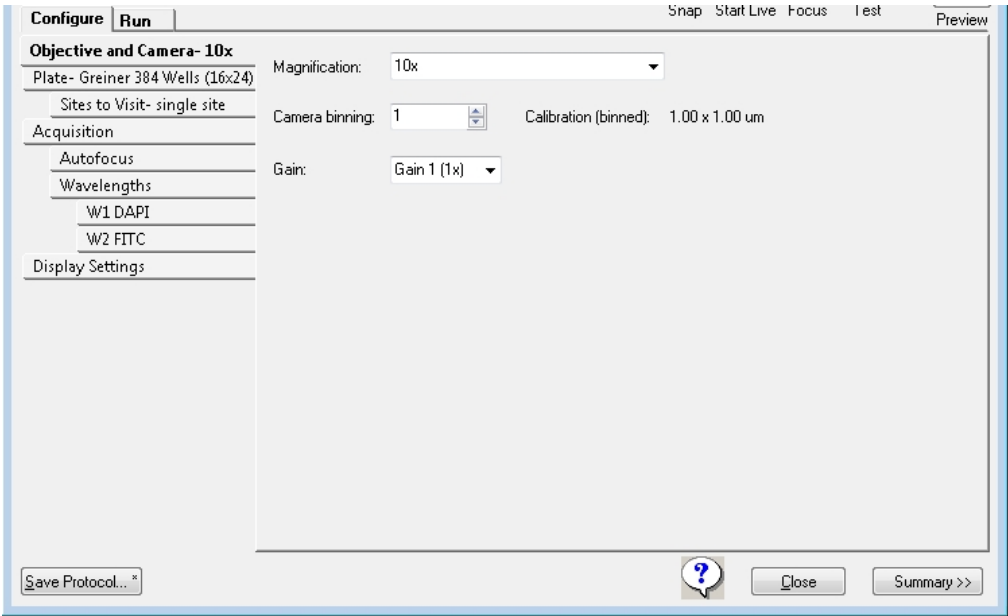 Configure Run Snap Start Live Focus Test Preview
Objective and Camera- 10x
Plate- Greiner 384 Wells (16x24)
Sites to Visit- single site
Acquisition
Autofocus
Wavelengths
W1 DAPI
W2 FITC
Display Settings
Magnification: 10x
Camera binning: 1 Calibration (binned): 1.00 x 1.00 um
Gain: Gain 1 (1x)
Save Protocol... * ? Close Summary >>